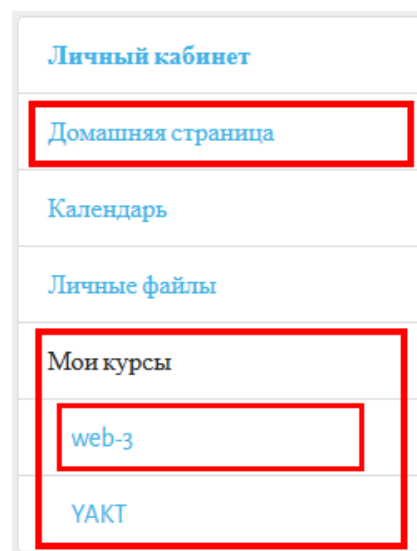 Личный кабинет
Домашняя страница
Календарь
Личные файлы
Мои курсы
web-3
YAKT